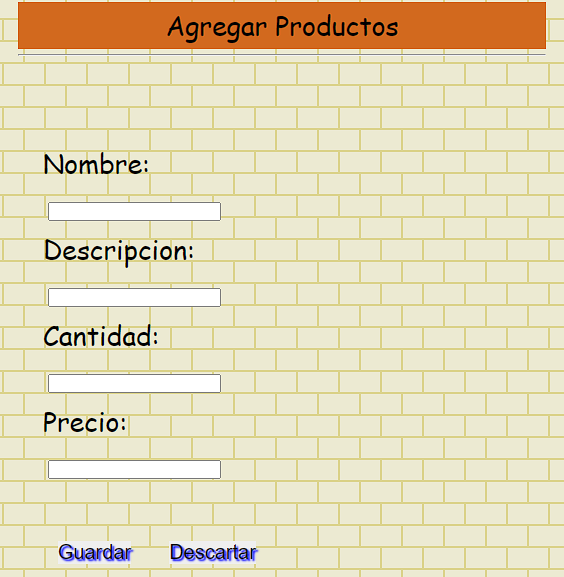 Agregar Productos
Nombre:
Descripcion:
Cantidad:
Precio:
Guardar Descartar